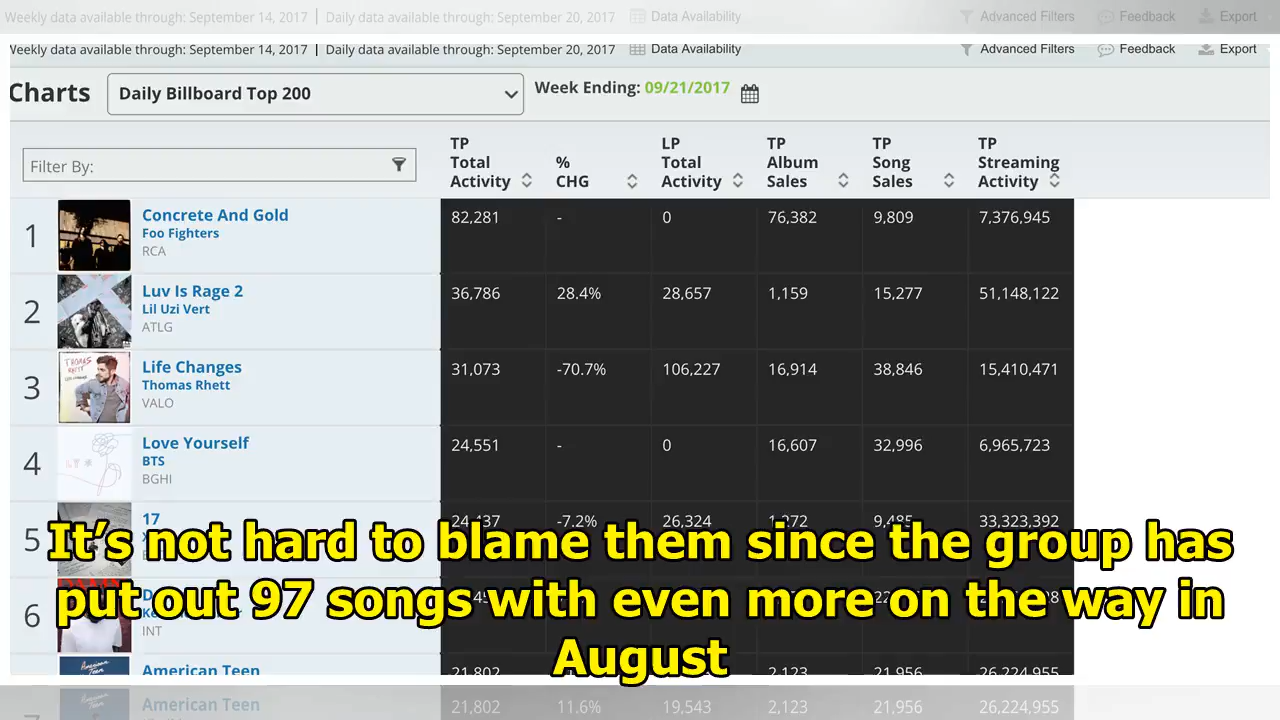 Weekly data available through: September 14, 2017 | Daily data available through: September 20, 2017 Data Availability Advanced Filters Feedback Export
Weekly data available through: September 14, 2017 | Daily data available through: September 20, 2017 Data Availability Advanced Filters Feedback Export
Charts Daily Billboard Top 200 Week Ending: 09/21/2017
Filter By:
TP Total Activity
% CHG
LP Total Activity
TP Album Sales
TP Song Sales
TP Streaming Activity
1 Concrete And Gold 82,281 - 0 76,382 9,809 7,376,945
Foo Fighters
RCA
2 Luv Is Rage 2 36,786 28.4% 28,657 1,159 15,277 51,148,122
Lil Uzi Vert
ATLG
3 Life Changes 31,073 -70.7% 106,227 16,914 38,846 15,410,471
Thomas Rhett
VALO
4 Love Yourself 24,551 - 0 16,607 32,996 6,965,723
BTS
BGHI
5 17 24,437 -7.2% 26,324 33,323,392
It's not hard to blame them since the group has
6
put out 97 songs with even more on the way in
INT
August
American Teen 21,802 2,123 21,956 26,224,955
American Teen 21,802 11.6% 19,543 2,123 21,956 26,224,955